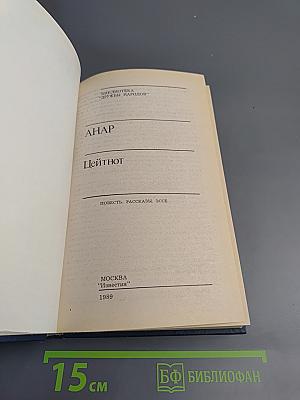 БИБЛИОТЕКА
"ДРУЖБЫ НАРОДОВ"
АНАР
Цейтнот
ПОВЕСТЬ. РАССКАЗЫ. ЭССЕ
МОСКВА
"Известия"
1989
15 см
БФ БИБЛИОФАН